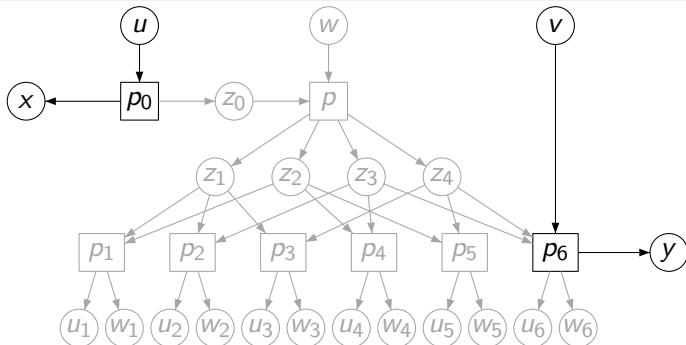 u w v
x p₀ z₀ p
z₁ z₂ z₃ z₄
p₁ p₂ p₃ p₄ p₅ p₆ y
u₁ w₁ u₂ w₂ u₃ w₃ u₄ w₄ u₅ w₅ u₆ w₆